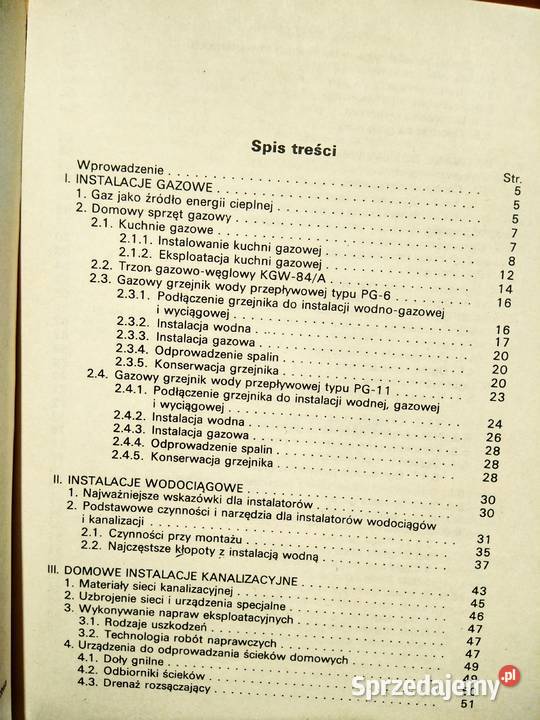 Spis treści
Str.
Wprowadzenie . . . 5
I. INSTALACJE GAZOWE . . . 5
1. Gaz jako źródło energii cieplnej . . . 5
2. Domowy sprzęt gazowy . . . 7
2.1. Kuchnie gazowe . . . 7
2.1.1. Instalowanie kuchni gazowej . . . 8
2.1.2. Eksploatacja kuchni gazowej . . . 12
2.2. Trzon gazowo-węglowy KGW-84/A . . . 14
2.3. Gazowy grzejnik wody przepływowej typu PG-6 . . . 16
2.3.1. Podłączenie grzejnika do instalacji wodno-gazowej
i wyciągowej . . . 16
2.3.2. Instalacja wodna . . . 17
2.3.3. Instalacja gazowa . . . 20
2.3.4. Odprowadzenie spalin . . . 20
2.3.5. Konserwacja grzejnika . . . 20
2.4. Gazowy grzejnik wody przepływowej typu PG-11 . . . 23
2.4.1. Podłączenie grzejnika do instalacji wodnej, gazowej
i wyciągowej . . . 24
2.4.2. Instalacja wodna . . . 26
2.4.3. Instalacja gazowa . . . 28
2.4.4. Odprowadzenie spalin . . . 28
2.4.5. Konserwacja grzejnika . . . 28
II. INSTALACJE WODOCIĄGOWE . . . 30
1. Najważniejsze wskazówki dla instalatorów . . . 30
2. Podstawowe czynności i narzędzia dla instalatorów wodociągów
i kanalizacji . . . 31
2.1. Czynności przy montażu . . . 35
2.2. Najczęstsze kłopoty z instalacją wodną . . . 37
III. DOMOWE INSTALACJE KANALIZACYJNE . . . 43
1. Materiały sieci kanalizacyjnej . . . 45
2. Uzbrojenie sieci i urządzenia specjalne . . . 46
3. Wykonywanie napraw eksploatacyjnych . . . 47
3.1. Rodzaje uszkodzeń . . . 47
3.2. Technologia robót naprawczych . . . 47
4. Urządzenia do odprowadzania ścieków domowych . . . 49
4.1. Doły gnilne . . . 49
4.2. Odbiorniki ścieków
4.3. Drenaż rozsączający . . . 51
Sprzedajemy.pl